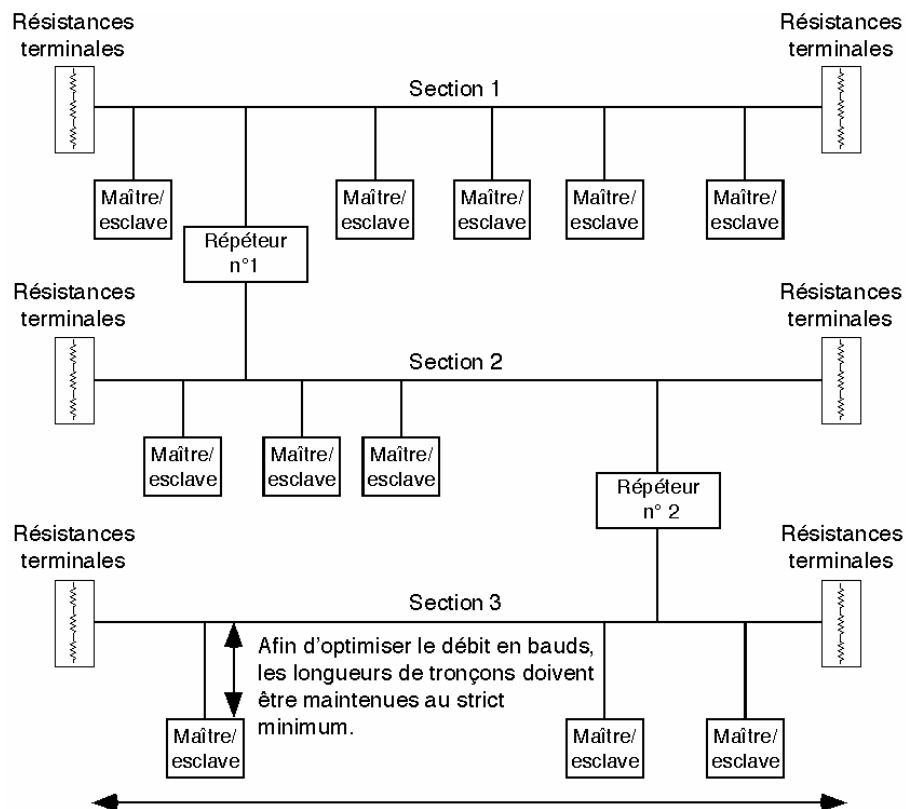 Résistances
terminales
Résistances
terminales
Section 1
Maître/
esclave
Maître/
esclave
Maître/
esclave
Maître/
esclave
Maître/
esclave
Répéteur
n°1
Résistances
terminales
Résistances
terminales
Section 2
Maître/
esclave
Maître/
esclave
Maître/
esclave
Répéteur
n° 2
Résistances
terminales
Résistances
terminales
Section 3
Afin d'optimiser le débit en bauds,
les longueurs de tronçons doivent
être maintenues au strict
minimum.
Maître/
esclave
Maître/
esclave
Maître/
esclave